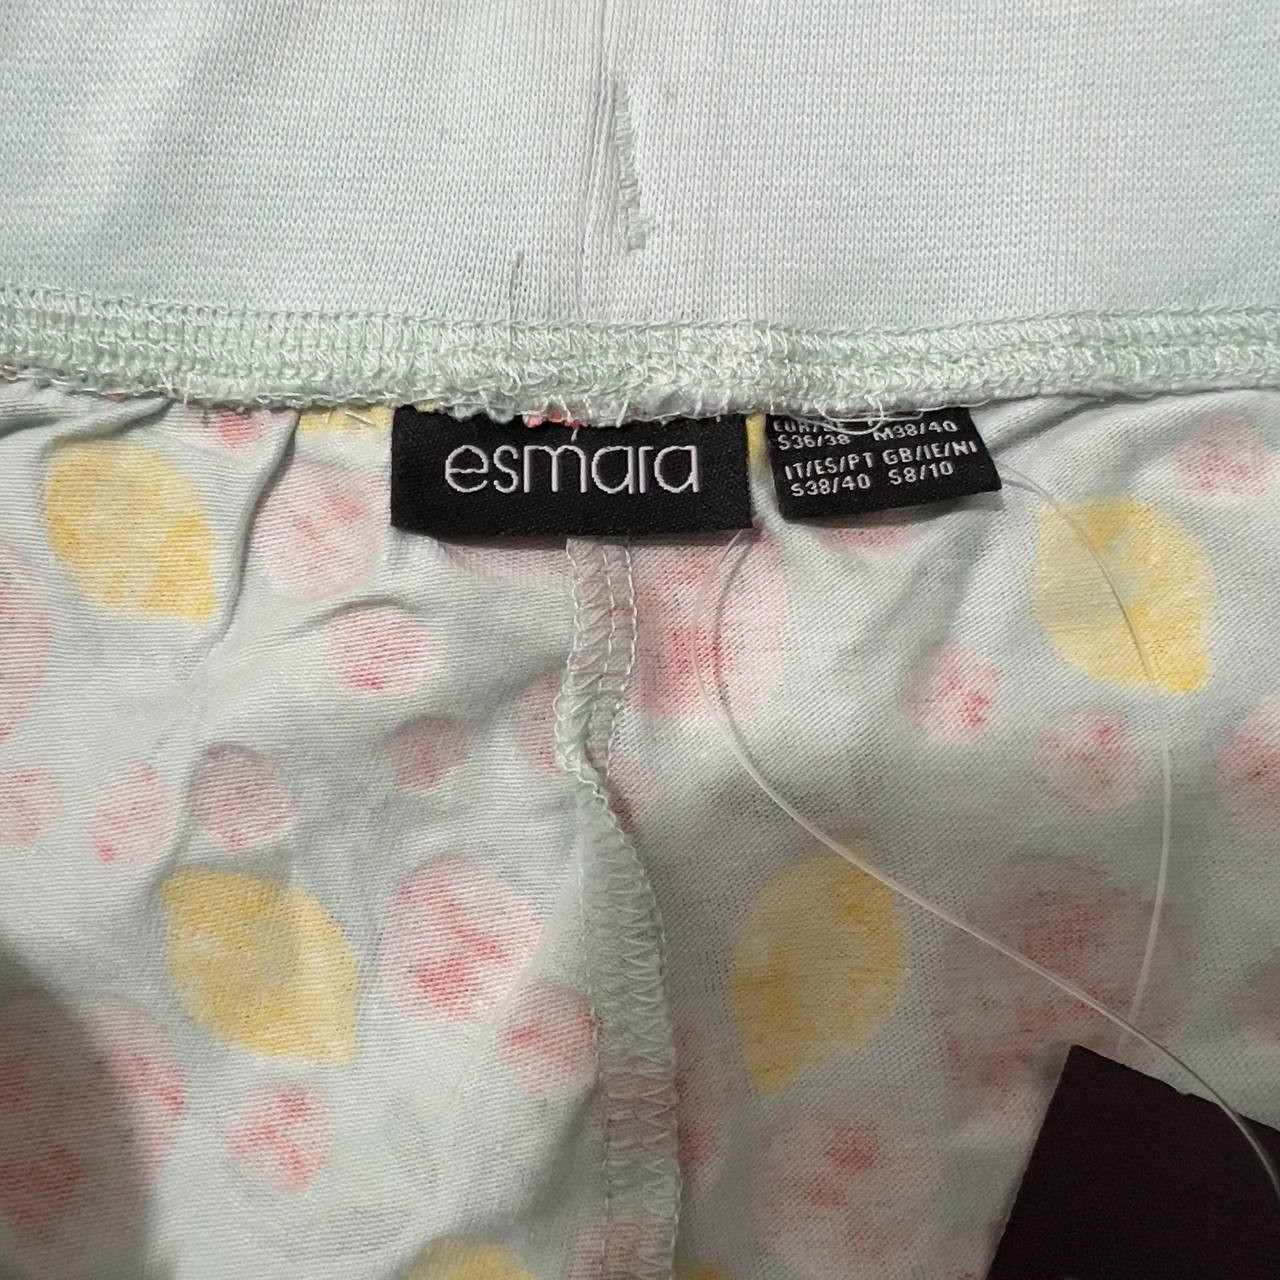 esmara
S36/38 M38/40
IT/ES/PT GB/IE/NI
S38/40 S8/10